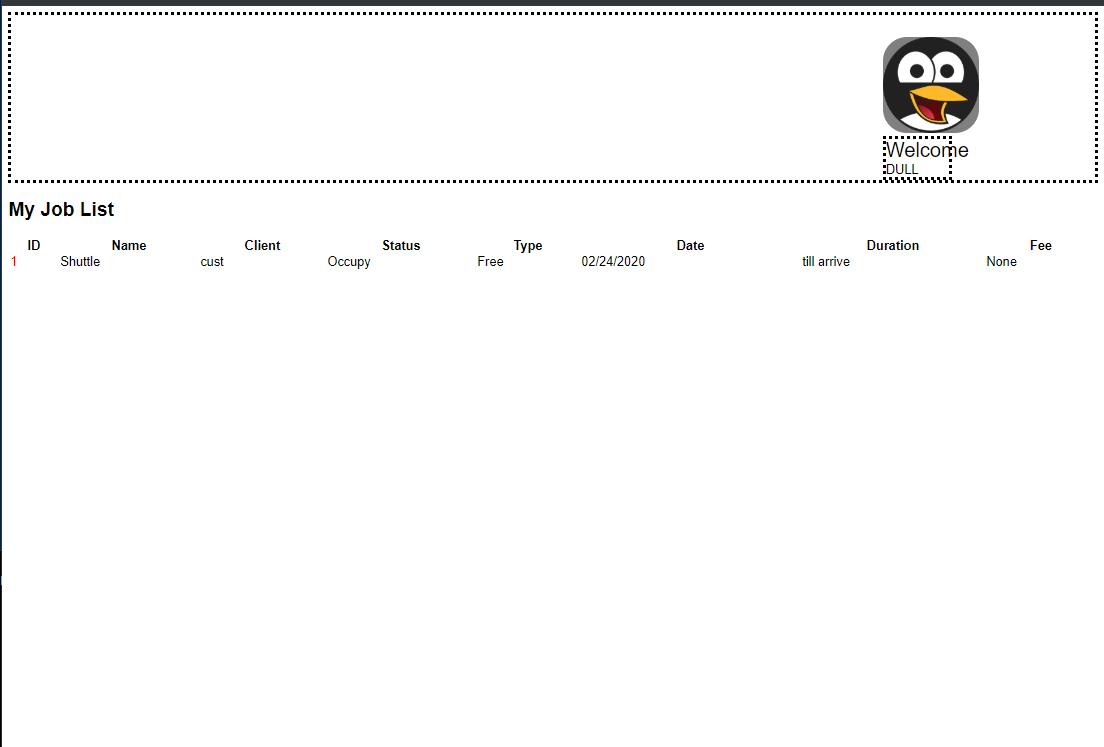 Welcome
DULL
My Job List
ID Name Client Status Type Date Duration Fee
1 Shuttle cust Occupy Free 02/24/2020 till arrive None